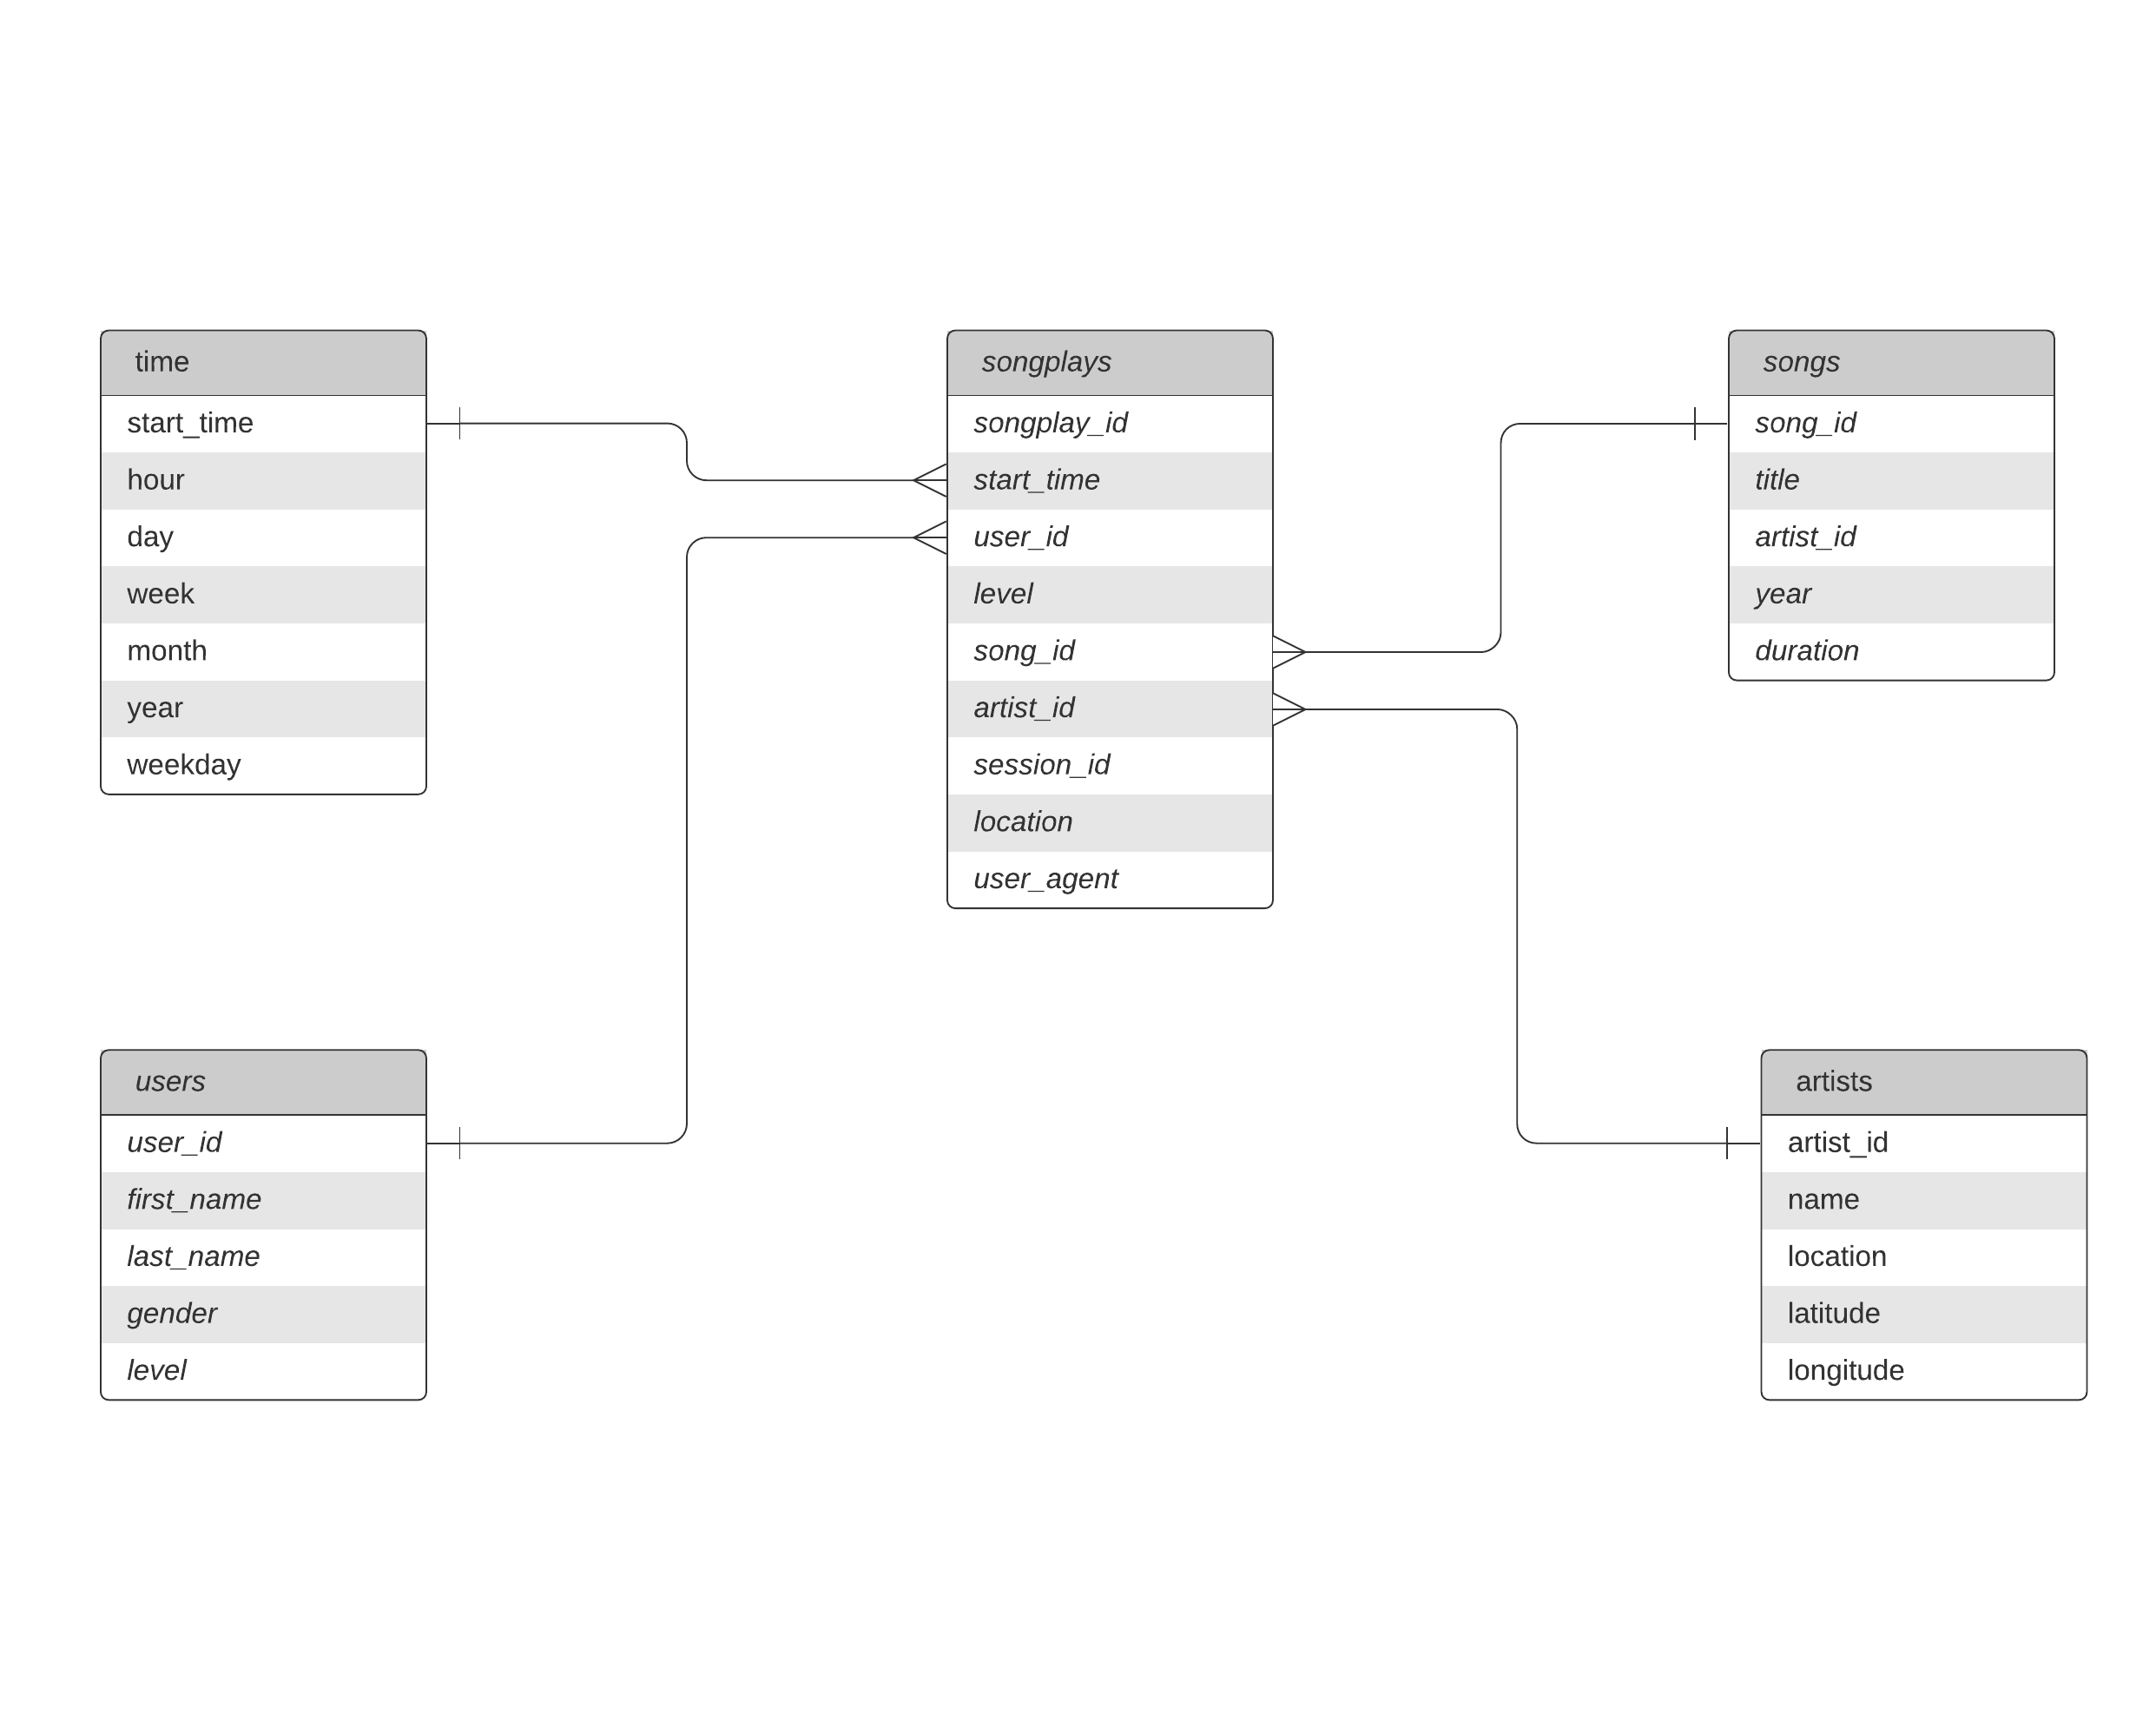 time
start_time
hour
day
week
month
year
weekday
songplays
songplay_id
start_time
user_id
level
song_id
artist_id
session_id
location
user_agent
songs
song_id
title
artist_id
year
duration
users
user_id
first_name
last_name
gender
level
artists
artist_id
name
location
latitude
longitude